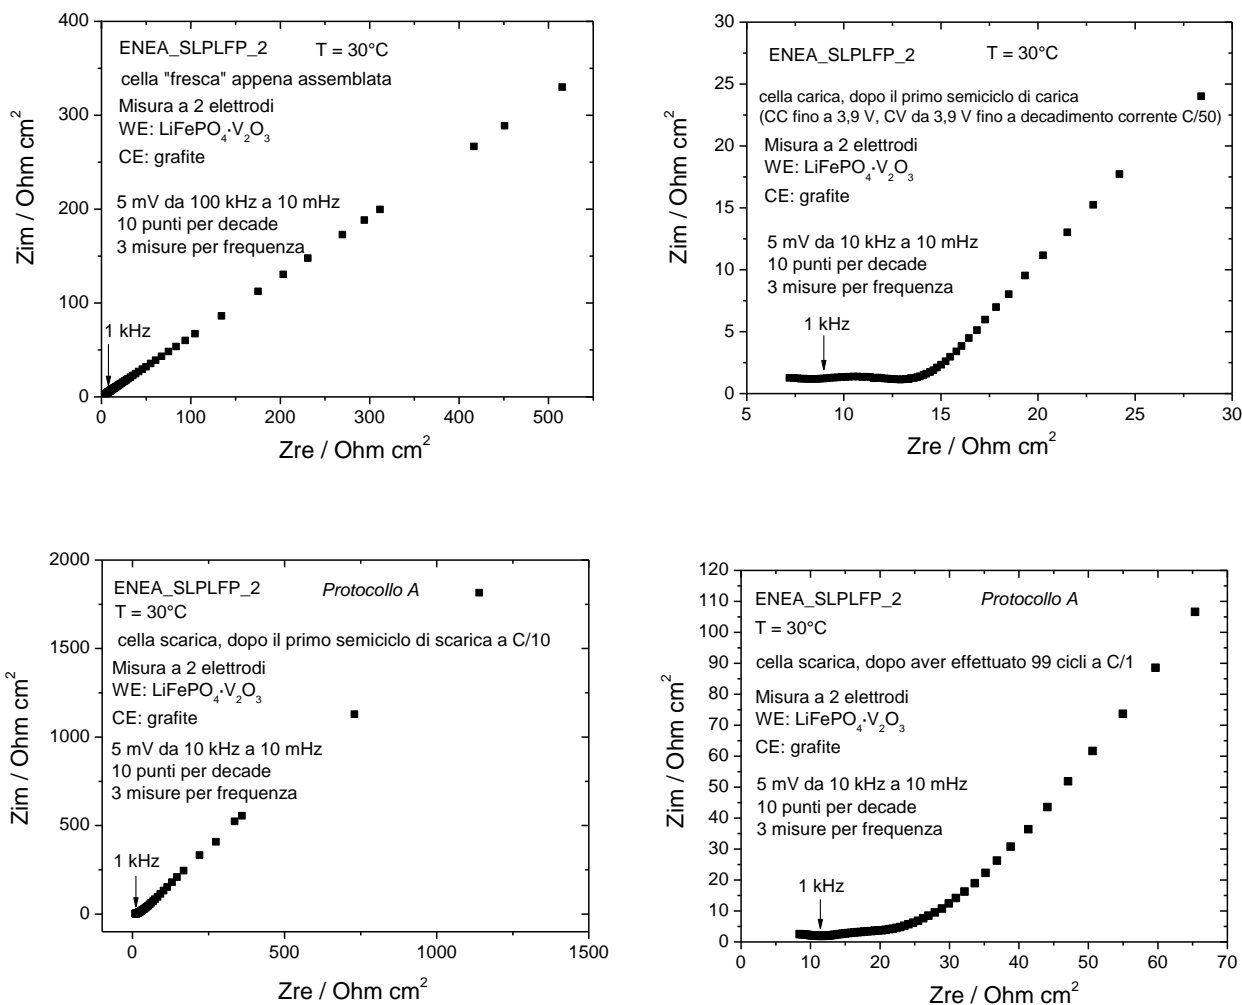 ENEA_SLPLFP_2 T = 30°C
cella "fresca" appena assemblata
Misura a 2 elettrodi
WE: LiFePO4·V2O3
CE: grafite
5 mV da 100 kHz a 10 mHz
10 punti per decade
3 misure per frequenza
1 kHz
400
300
200
100
0
0 100 200 300 400 500
Zim / Ohm cm2
Zre / Ohm cm2
ENEA_SLPLFP_2 T = 30°C
cella carica, dopo il primo semiciclo di carica
(CC fino a 3,9 V, CV da 3,9 V fino a decadimento corrente C/50)
Misura a 2 elettrodi
WE: LiFePO4·V2O3
CE: grafite
5 mV da 10 kHz a 10 mHz
10 punti per decade
3 misure per frequenza
1 kHz
30
25
20
15
10
5
0
5 10 15 20 25 30
Zim / Ohm cm2
Zre / Ohm cm2
ENEA_SLPLFP_2 Protocollo A
T = 30°C
cella scarica, dopo il primo semiciclo di scarica a C/10
Misura a 2 elettrodi
WE: LiFePO4·V2O3
CE: grafite
5 mV da 10 kHz a 10 mHz
10 punti per decade
3 misure per frequenza
1 kHz
2000
1500
1000
500
0
0 500 1000 1500
Zim / Ohm cm2
Zre / Ohm cm2
ENEA_SLPLFP_2 Protocollo A
T = 30°C
cella scarica, dopo aver effettuato 99 cicli a C/1
Misura a 2 elettrodi
WE: LiFePO4·V2O3
CE: grafite
5 mV da 10 kHz a 10 mHz
10 punti per decade
3 misure per frequenza
1 kHz
120
110
100
90
80
70
60
50
40
30
20
10
0
0 10 20 30 40 50 60 70
Zim / Ohm cm2
Zre / Ohm cm2